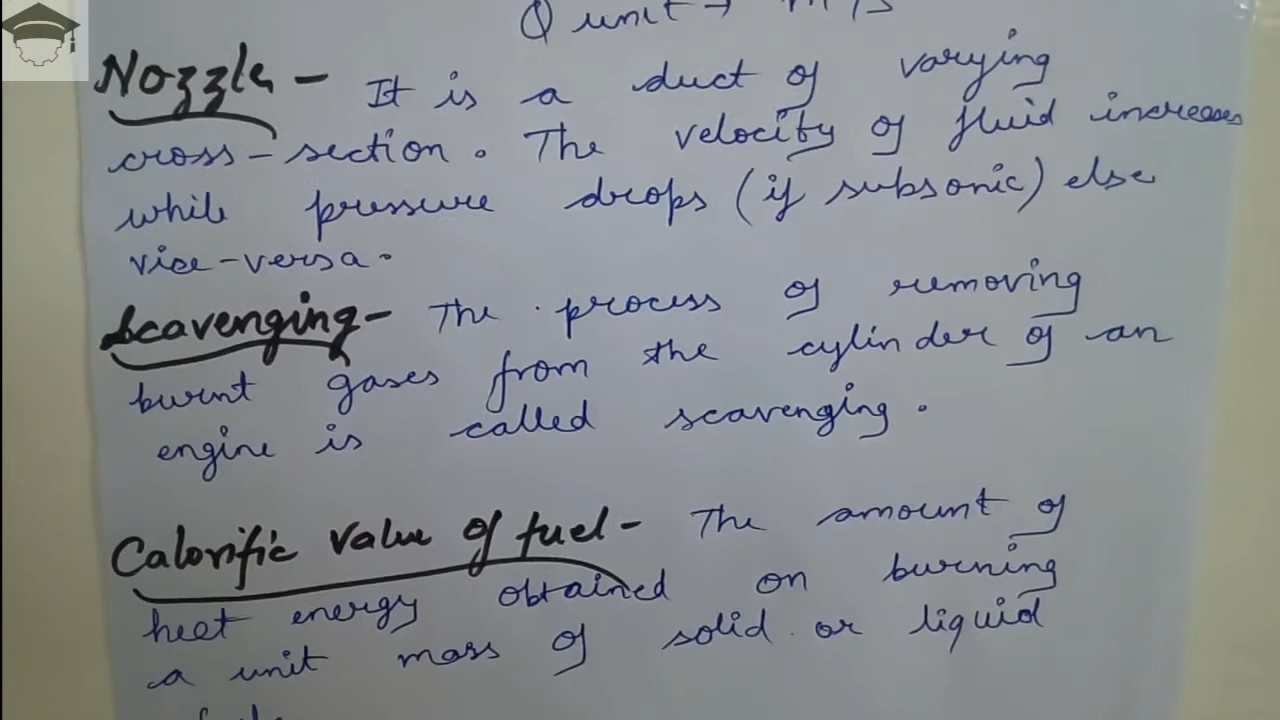 Q unit → m³/s
Nozzle - It is a duct of varying
cross-section. The velocity of fluid increases
while pressure drops (if subsonic) else
vice-versa.
Scavenging - The process of removing
burnt gases from the cylinder of an
engine is called scavenging.
Calorific value of fuel - The amount of
heat energy obtained on burning
a unit mass of solid or liquid